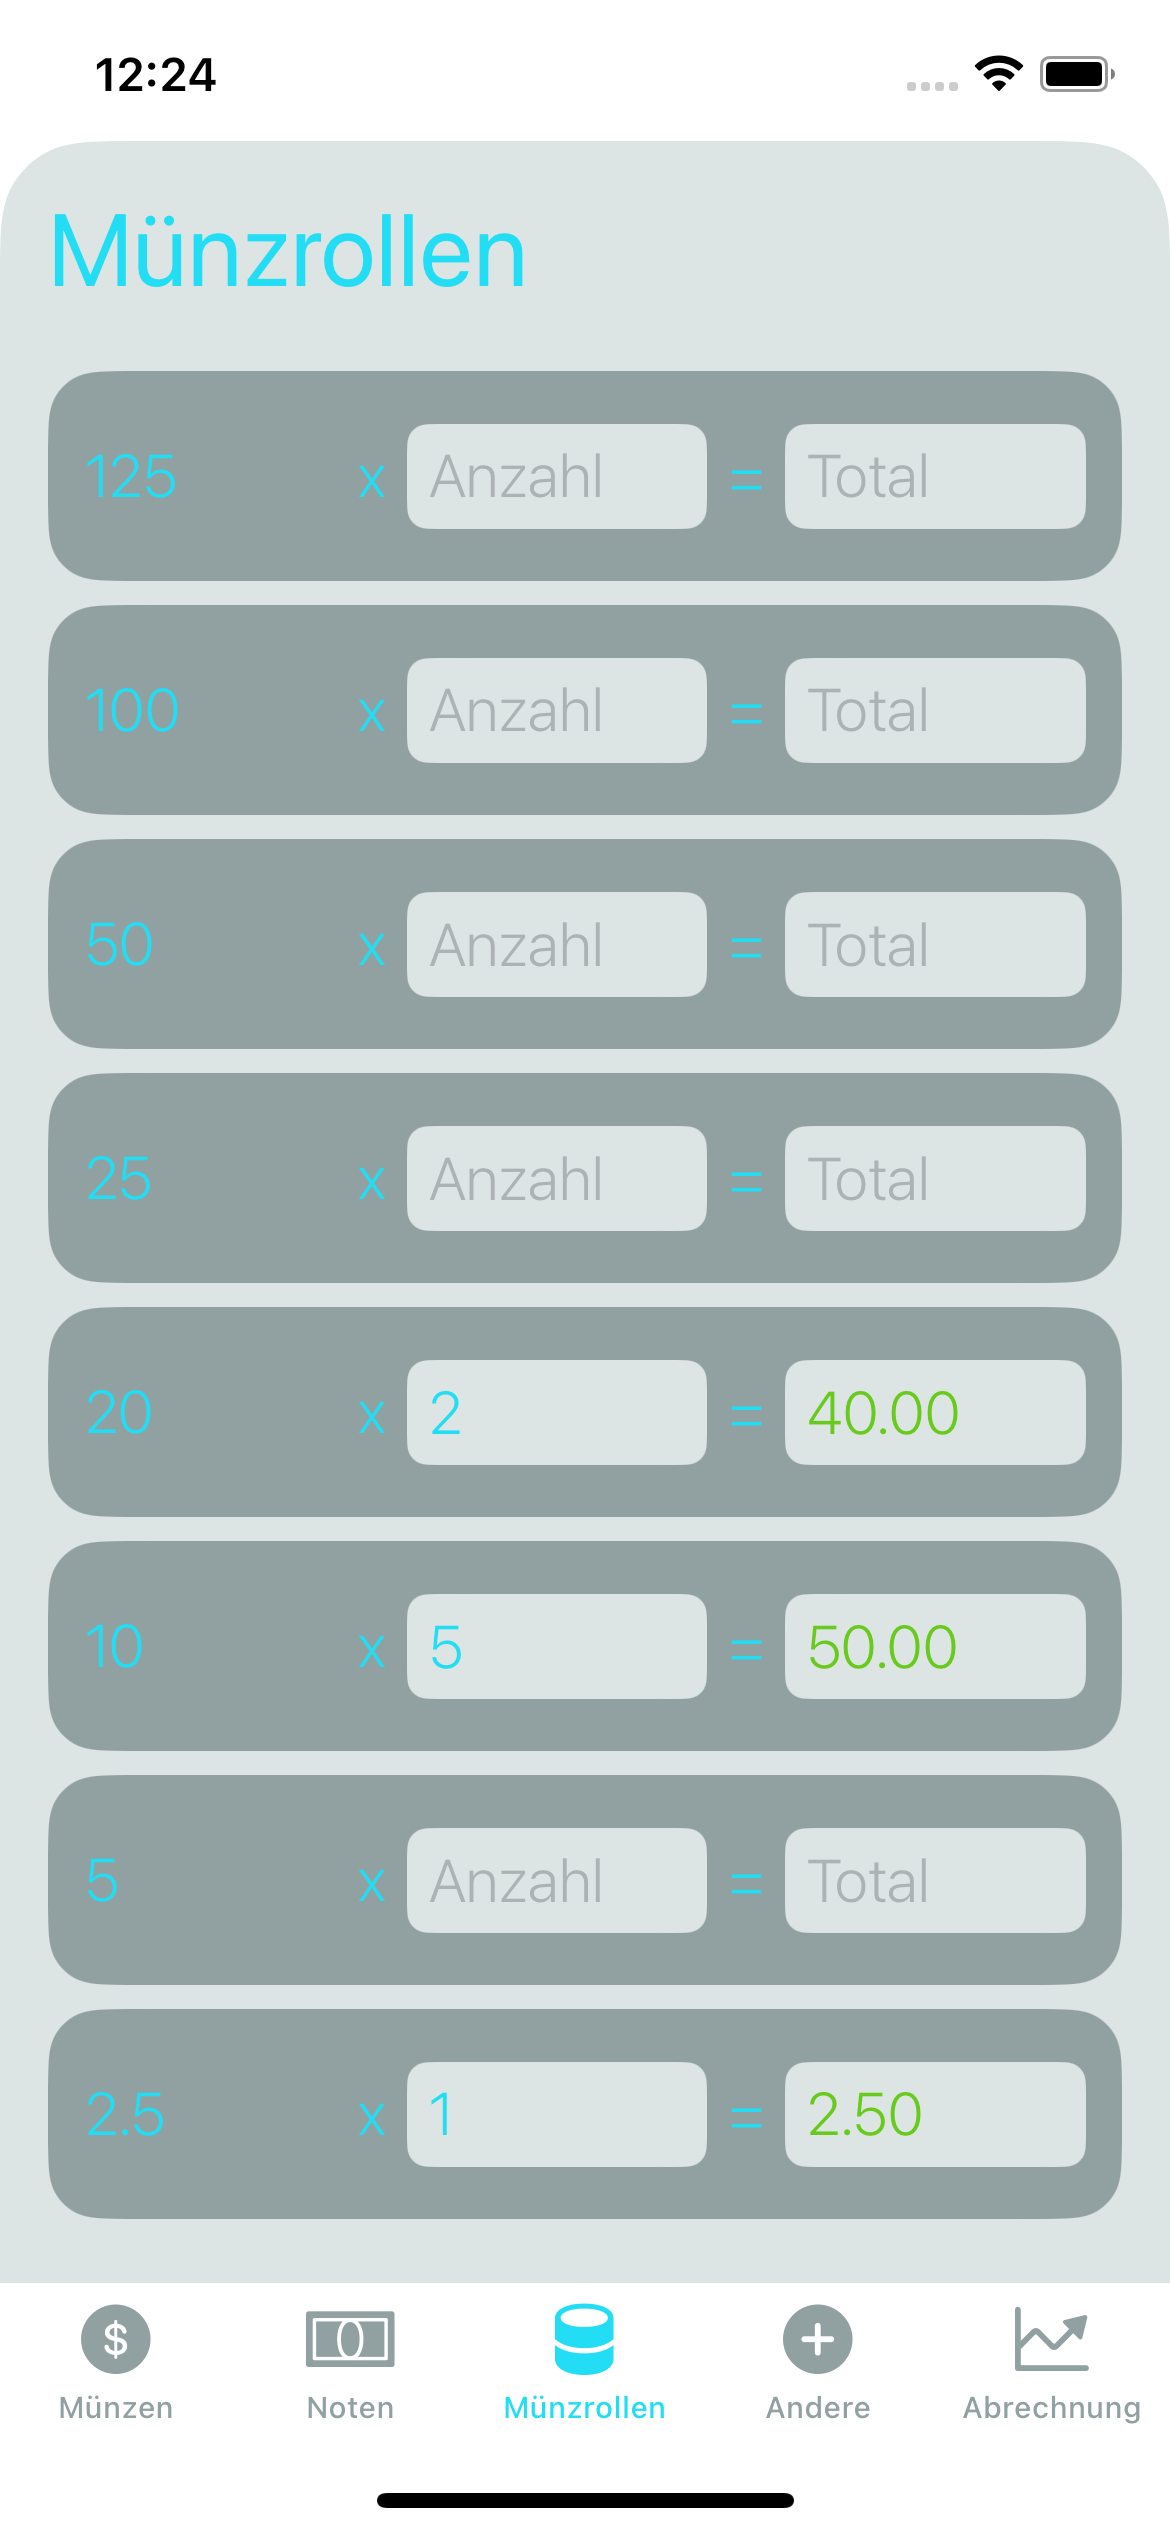 12:24
Münzrollen
125 x Anzahl = Total
100 x Anzahl = Total
50 x Anzahl = Total
25 x Anzahl = Total
20 x 2 = 40.00
10 x 5 = 50.00
5 x Anzahl = Total
2.5 x 1 = 2.50
$
Münzen Noten Münzrollen Andere Abrechnung